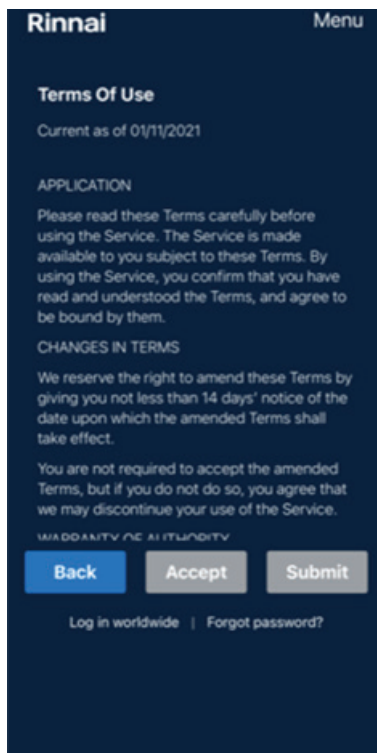 Rinnai
Menu
Terms Of Use
Current as of 01/11/2021
APPLICATION
Please read these Terms carefully before
using the Service. The Service is made
available to you subject to these Terms. By
using the Service, you confirm that you have
read and understood the Terms, and agree to
be bound by them.
CHANGES IN TERMS
We reserve the right to amend these Terms by
giving you not less than 14 days' notice of the
date upon which the amended Terms shall
take effect.
You are not required to accept the amended
Terms, but if you do not do so, you agree that
we may discontinue your use of the Service.
WARRANTY OF AUTHORITY
Back
Accept
Submit
Log in worldwide | Forgot password?